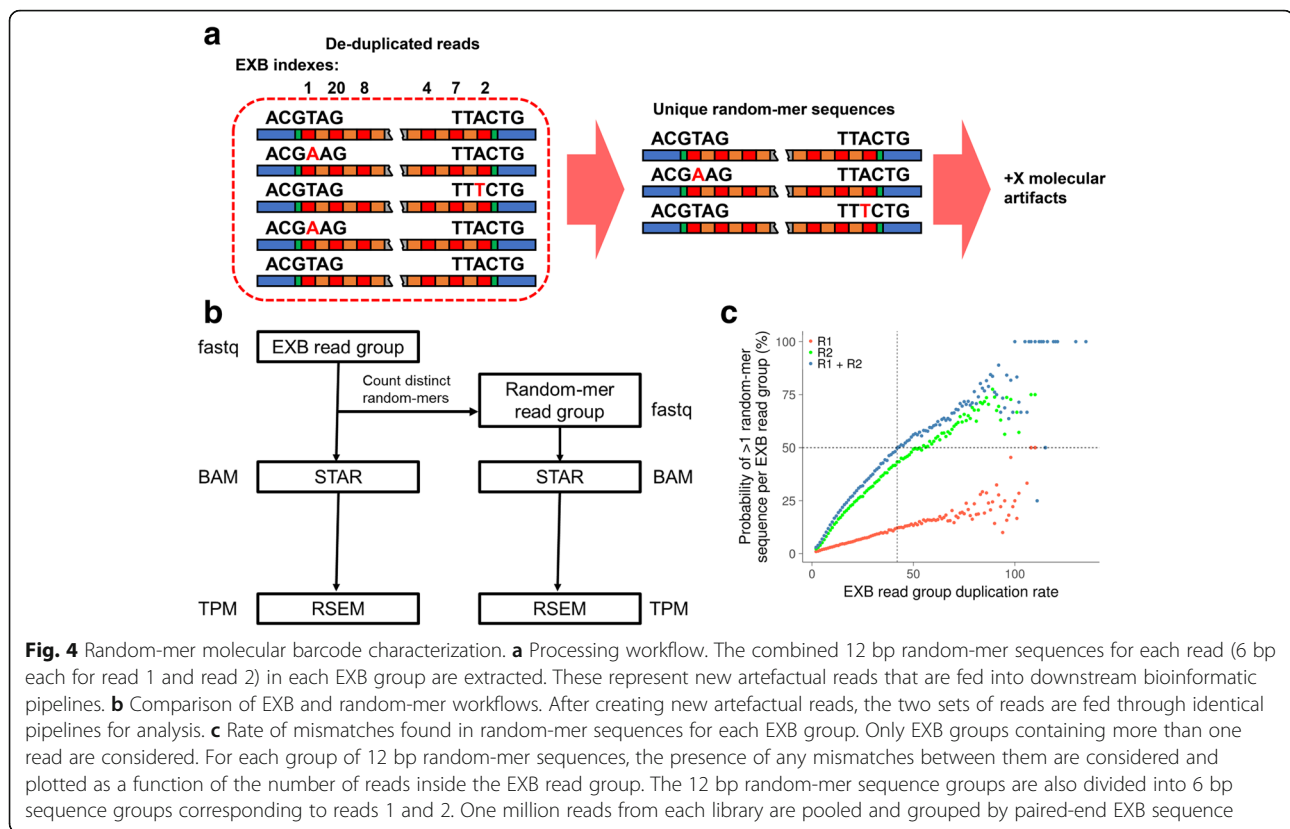 a
De-duplicated reads
EXB indexes:
1 20 8 4 7 2
ACGTAG TTACTG
ACGAAG TTACTG
ACGTAG TTTCTG
ACGAAG TTACTG
ACGTAG TTACTG
Unique random-mer sequences
ACGTAG TTACTG
ACGAAG TTACTG
ACGTAG TTTCTG
+X molecular
artifacts
b
fastq EXB read group
Count distinct
random-mers
Random-mer
read group
fastq
BAM STAR STAR BAM
TPM RSEM RSEM TPM
c
Probability of >1 random-mer
sequence per EXB read group (%)
100
75
50
25
0
R1
R2
R1 + R2
0 50 100
EXB read group duplication rate
Fig. 4 Random-mer molecular barcode characterization. a Processing workflow. The combined 12 bp random-mer sequences for each read (6 bp
each for read 1 and read 2) in each EXB group are extracted. These represent new artefactual reads that are fed into downstream bioinformatic
pipelines. b Comparison of EXB and random-mer workflows. After creating new artefactual reads, the two sets of reads are fed through identical
pipelines for analysis. c Rate of mismatches found in random-mer sequences for each EXB group. Only EXB groups containing more than one
read are considered. For each group of 12 bp random-mer sequences, the presence of any mismatches between them are considered and
plotted as a function of the number of reads inside the EXB read group. The 12 bp random-mer sequence groups are also divided into 6 bp
sequence groups corresponding to reads 1 and 2. One million reads from each library are pooled and grouped by paired-end EXB sequence